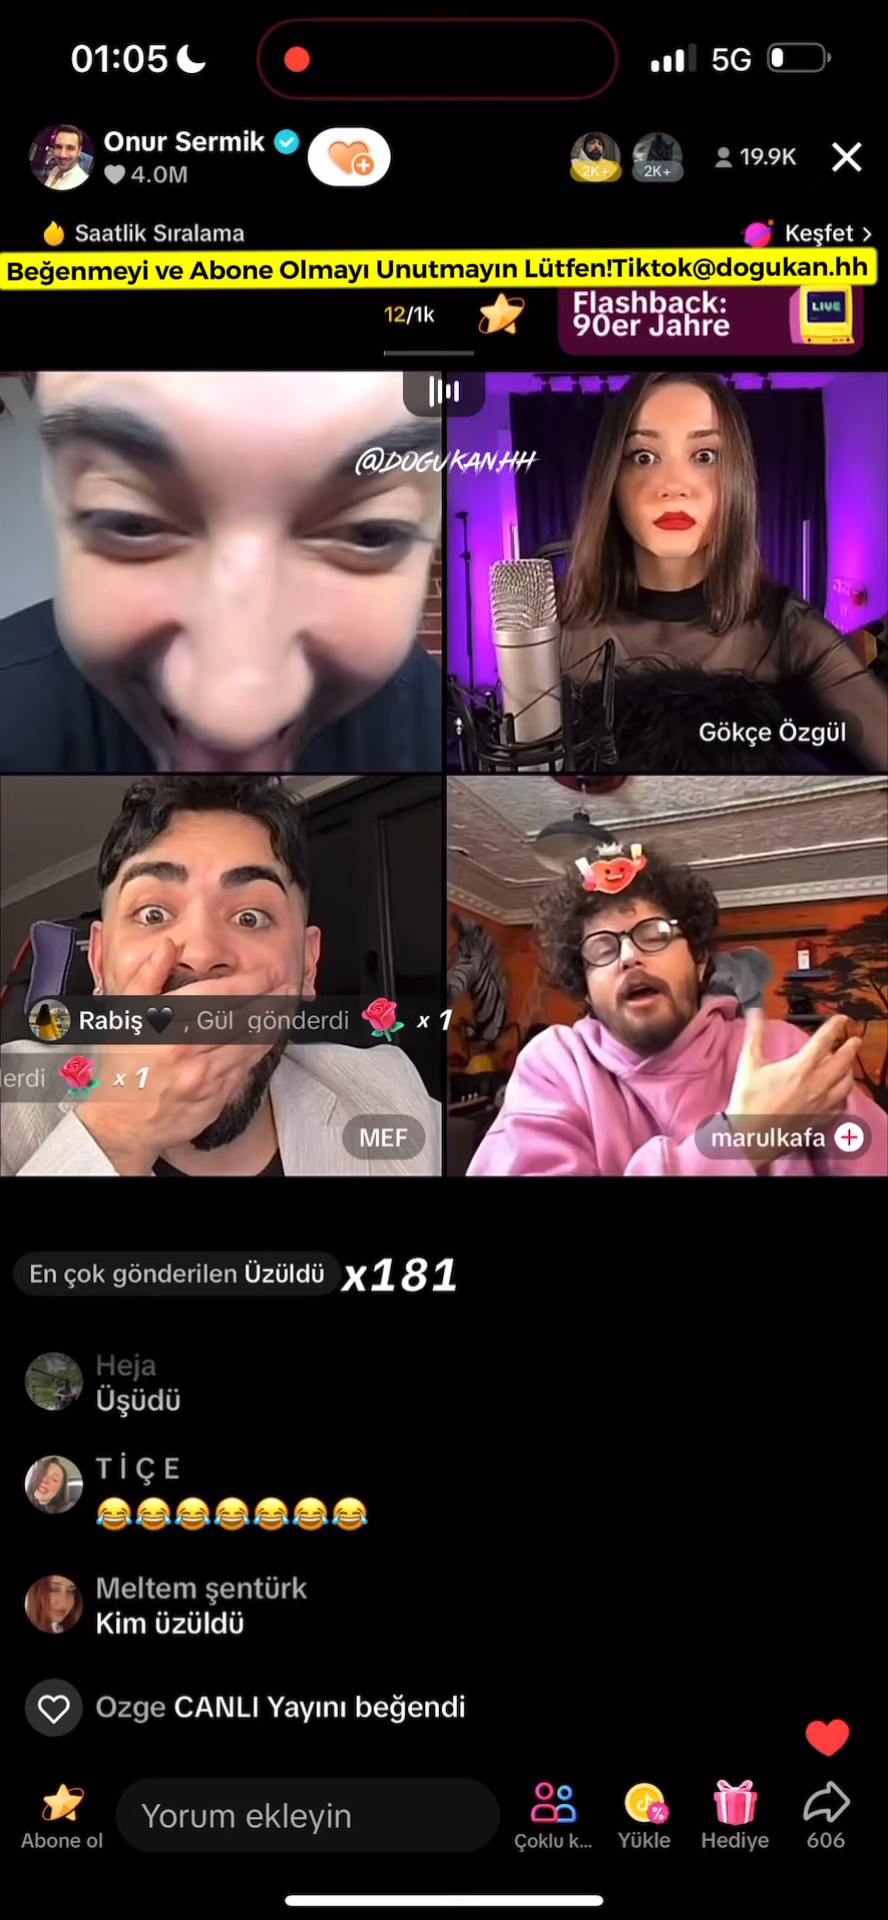 01:05
5G
Onur Sermik
4.0M
2K+
2K+
19.9K
Saatlik Sıralama
Keşfet >
Beğenmeyi ve Abone Olmayı Unutmayın Lütfen!Tiktok@dogukan.hh
12/1k
Flashback:
90er Jahre
LIVE
@DOGUKAN.HH
Gökçe Özgül
Rabiş🖤 , Gül gönderdi x 1
erdi x 1
MEF
marulkafa
En çok gönderilen Üzüldü x181
Heja
Üşüdü
T İ Ç E
😂😂😂😂😂😂😂
Meltem şentürk
Kim üzüldü
Ozge CANLI Yayını beğendi
Yorum ekleyin
Abone ol
Çoklu k...
Yükle
Hediye
606